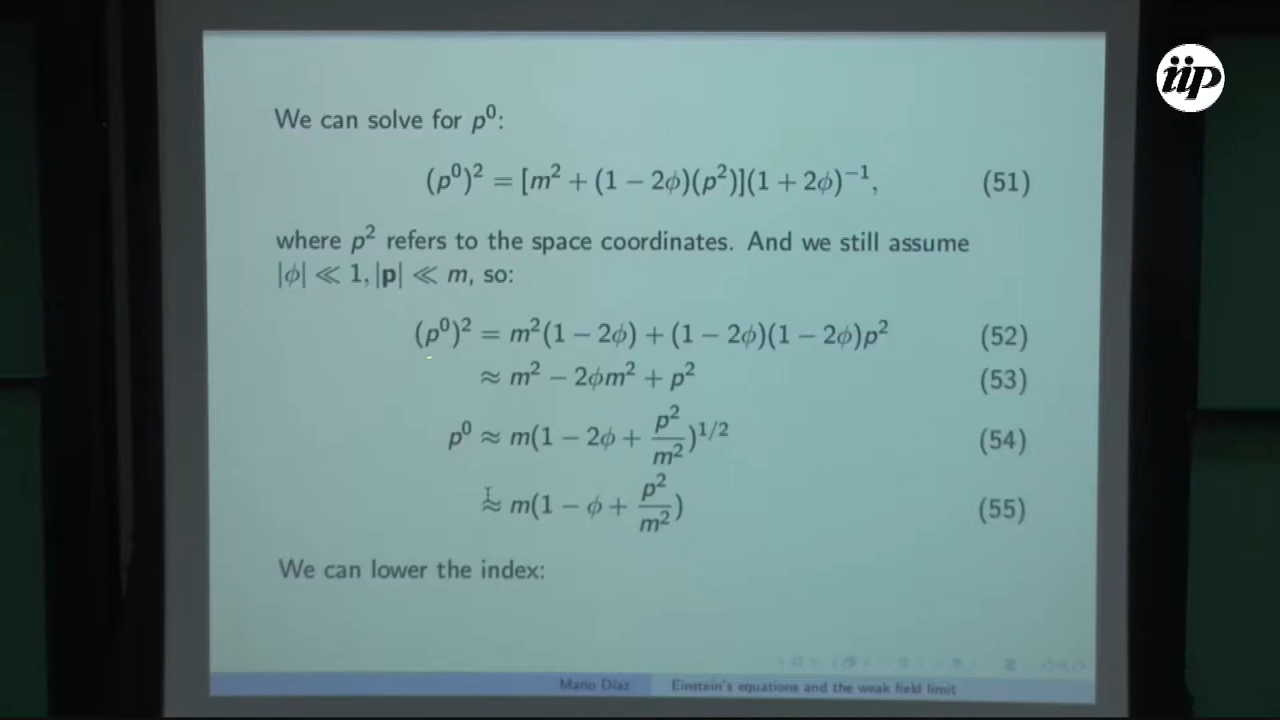 iip
We can solve for p⁰:
(p⁰)² = [m² + (1 − 2ϕ)(p²)](1 + 2ϕ)⁻¹, (51)
where p² refers to the space coordinates. And we still assume
|ϕ| ≪ 1, |𝐩| ≪ m, so:
(p⁰)² = m²(1 − 2ϕ) + (1 − 2ϕ)(1 − 2ϕ)p² (52)
≈ m² − 2ϕm² + p² (53)
p⁰ ≈ m(1 − 2ϕ + p²/m²)^1/2 (54)
≈ m(1 − ϕ + p²/m²) (55)
We can lower the index:
Mario Díaz Einstein's equations and the weak field limit